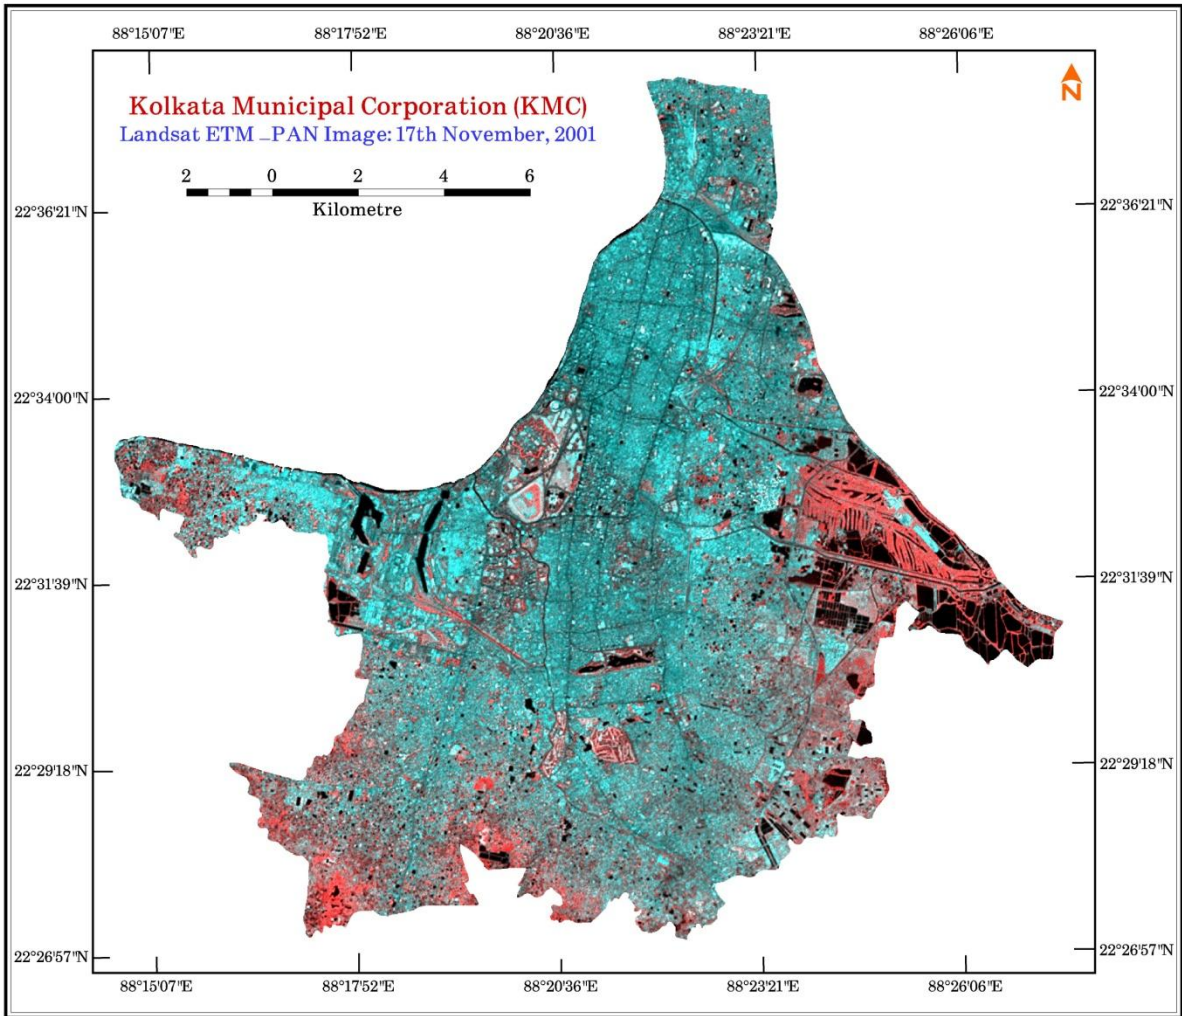 88°15'07"E 88°17'52"E 88°20'36"E 88°23'21"E 88°26'06"E
N
Kolkata Municipal Corporation (KMC)
Landsat ETM _PAN Image: 17th November, 2001
2 0 2 4 6
Kilometre
22°36'21"N 22°36'21"N
22°34'00"N 22°34'00"N
22°31'39"N 22°31'39"N
22°29'18"N 22°29'18"N
22°26'57"N 22°26'57"N
88°15'07"E 88°17'52"E 88°20'36"E 88°23'21"E 88°26'06"E